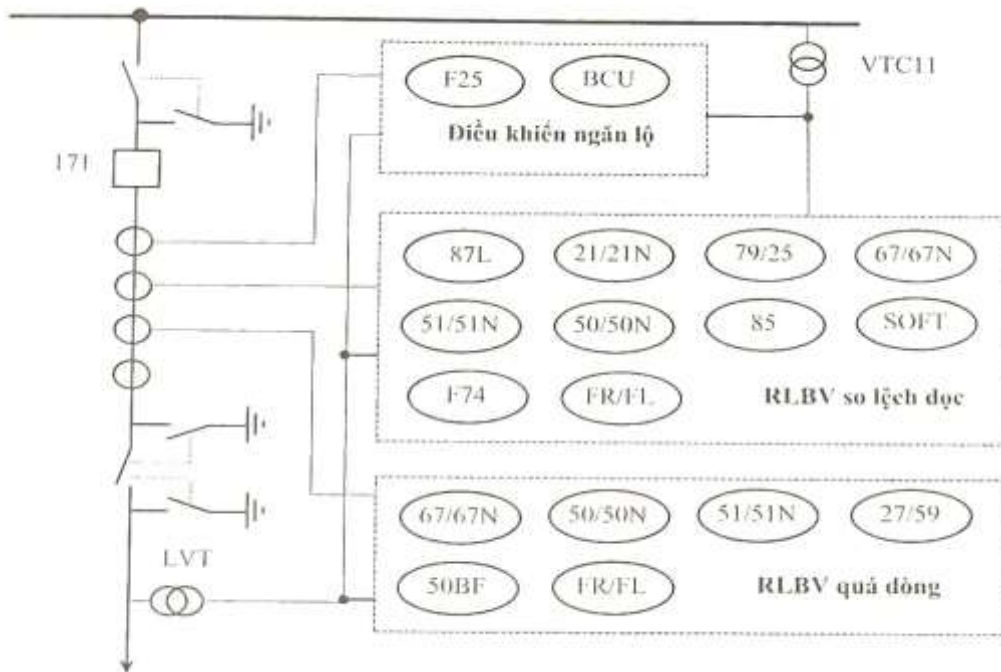 VTC11
F25 BCU
Điều khiển ngăn lộ
171
87L 21/21N 79/25 67/67N
51/51N 50/50N 85 SOFT
F74 FR/FL RLBV so lệch dọc
67/67N 50/50N 51/51N 27/59
LVT
50BF FR/FL RLBV quá dòng